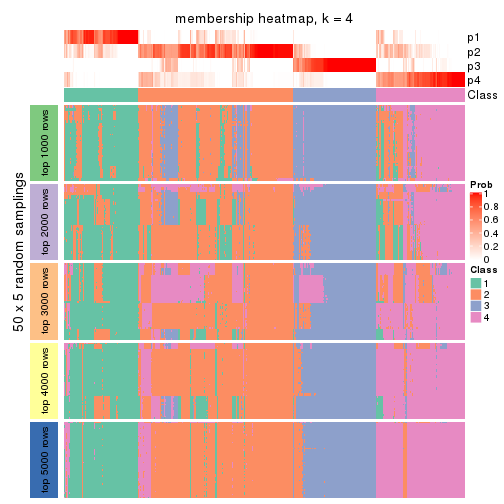 membership heatmap, k = 4
p1
p2
p3
p4
Class
50 x 5 random samplings
top 1000 rows
top 2000 rows
top 3000 rows
top 4000 rows
top 5000 rows
Prob
1
0.8
0.6
0.4
0.2
0
Class
1
2
3
4